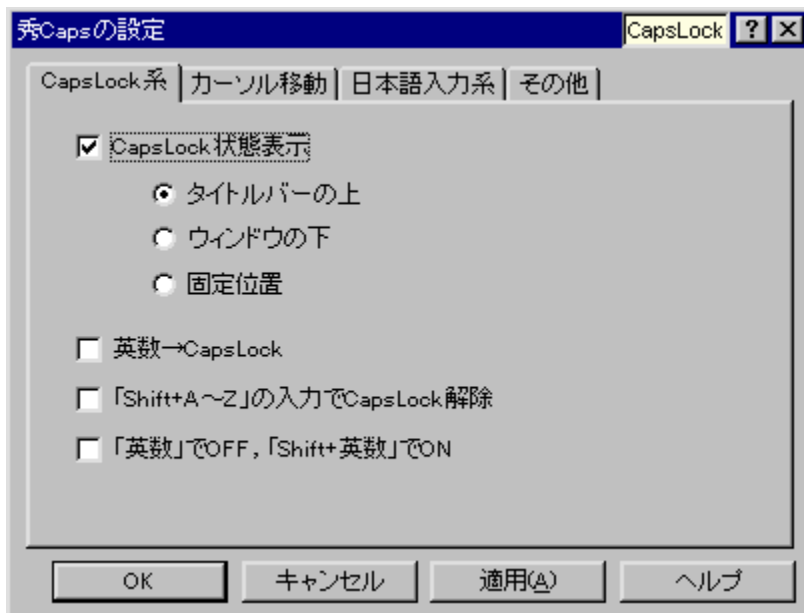 秀Capsの設定 CapsLock ?
CapsLock系 カーソル移動 日本語入力系 その他
CapsLock状態表示
タイトルバーの上
ウィンドウの下
固定位置
英数→CapsLock
「Shift+A～Z」の入力でCapsLock解除
「英数」でOFF,「Shift+英数」でON
OK キャンセル 適用(A) ヘルプ